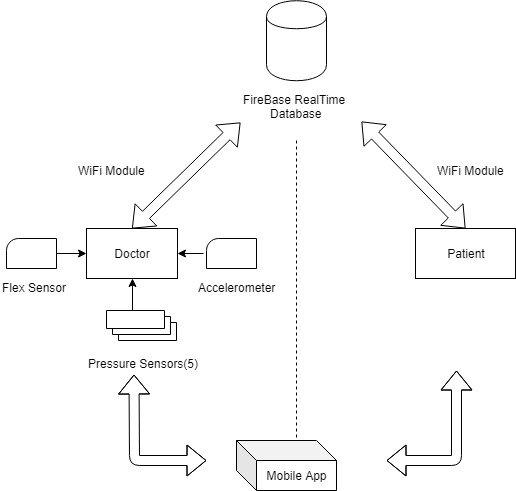 FireBase RealTime
Database
WiFi Module
WiFi Module
Doctor
Patient
Flex Sensor
Accelerometer
Pressure Sensors(5)
Mobile App